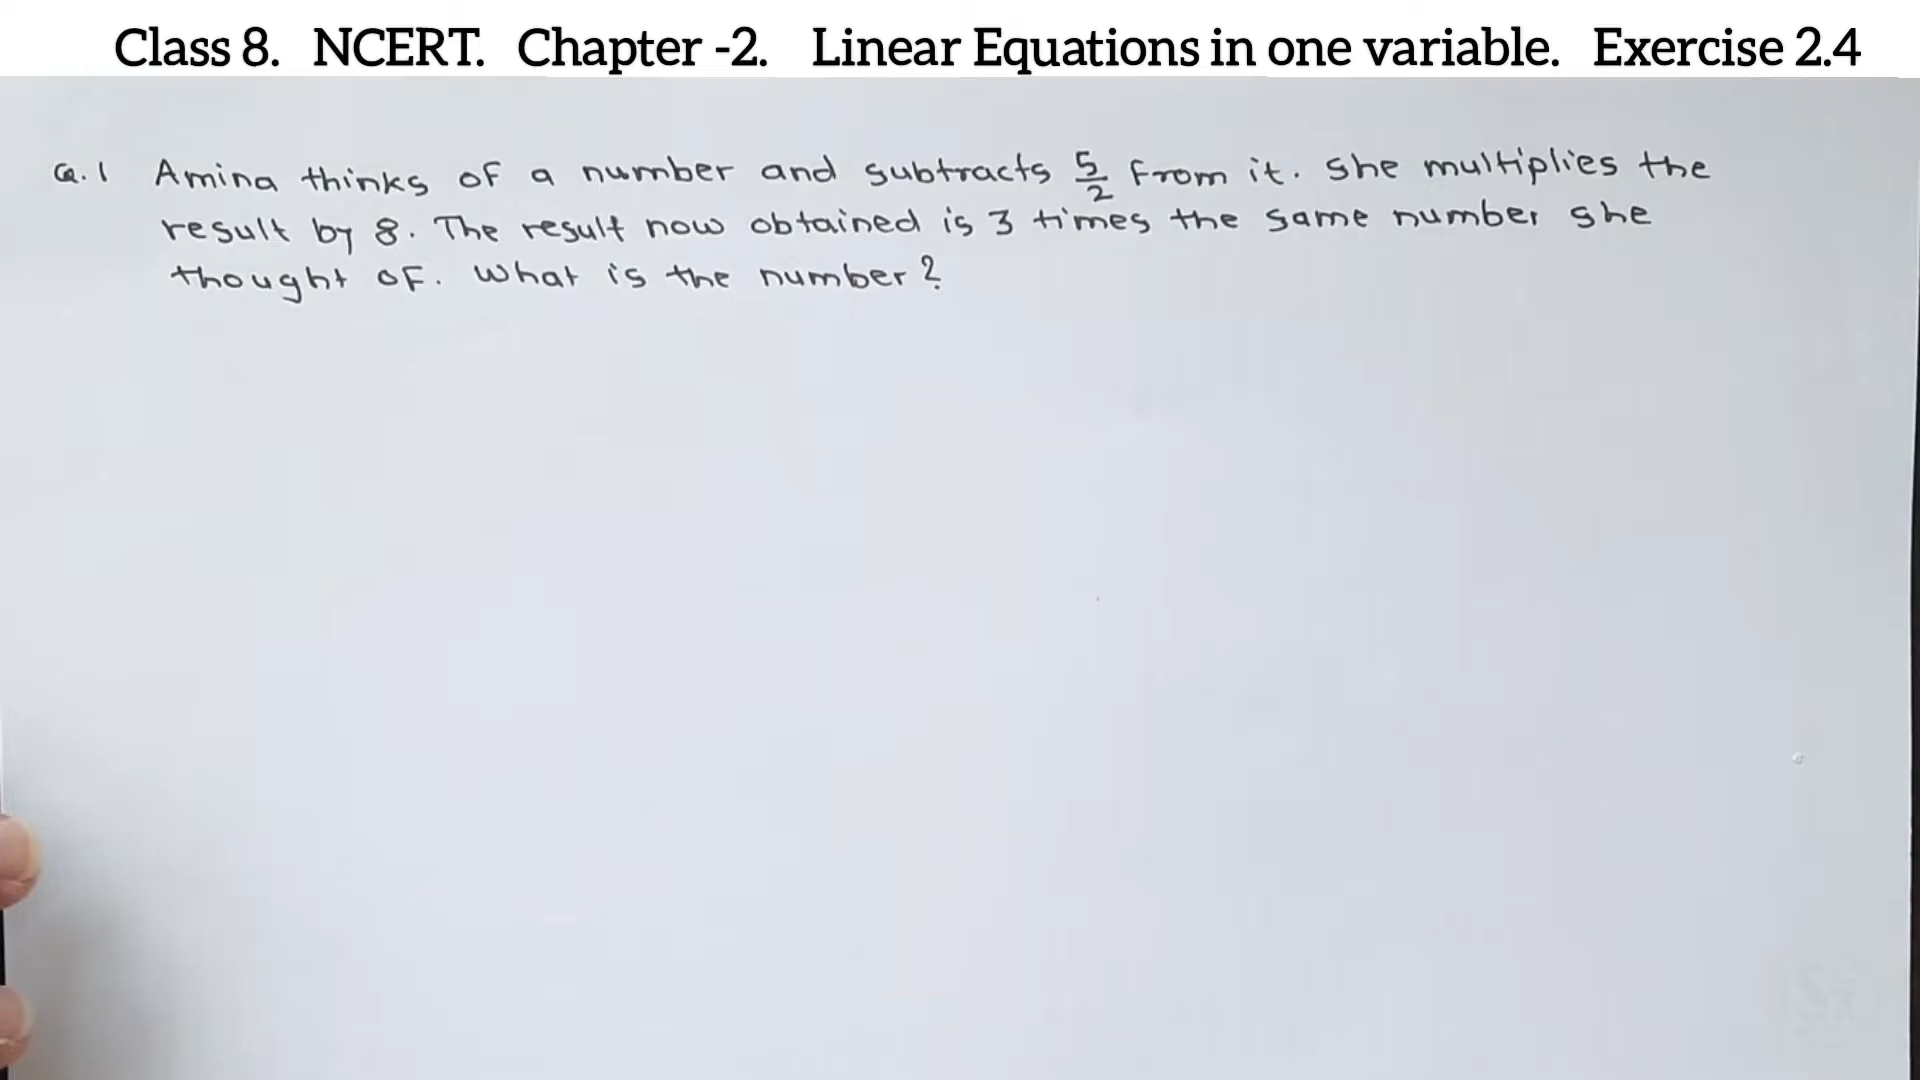 Class 8. NCERT. Chapter -2. Linear Equations in one variable. Exercise 2.4
Q.1 Amina thinks of a number and subtracts 5/2 from it. She multiplies the
result by 8. The result now obtained is 3 times the same number she
thought of. What is the number?